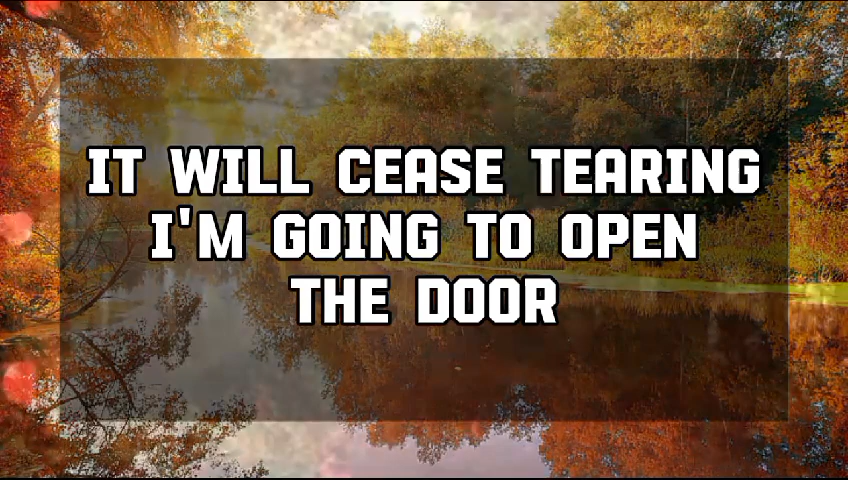 IT WILL CEASE TEARING
I'M GOING TO OPEN
THE DOOR